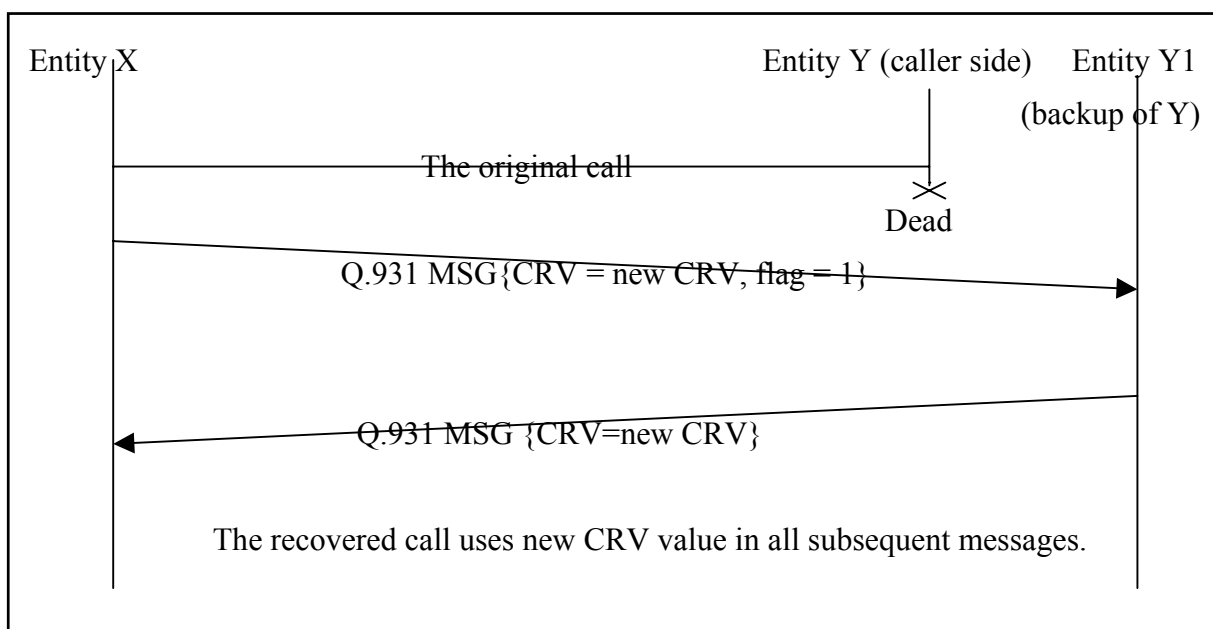 Entity X
Entity Y (caller side)
Entity Y1
(backup of Y)
The original call
Dead
Q.931 MSG{CRV = new CRV, flag = 1}
Q.931 MSG {CRV=new CRV}
The recovered call uses new CRV value in all subsequent messages.